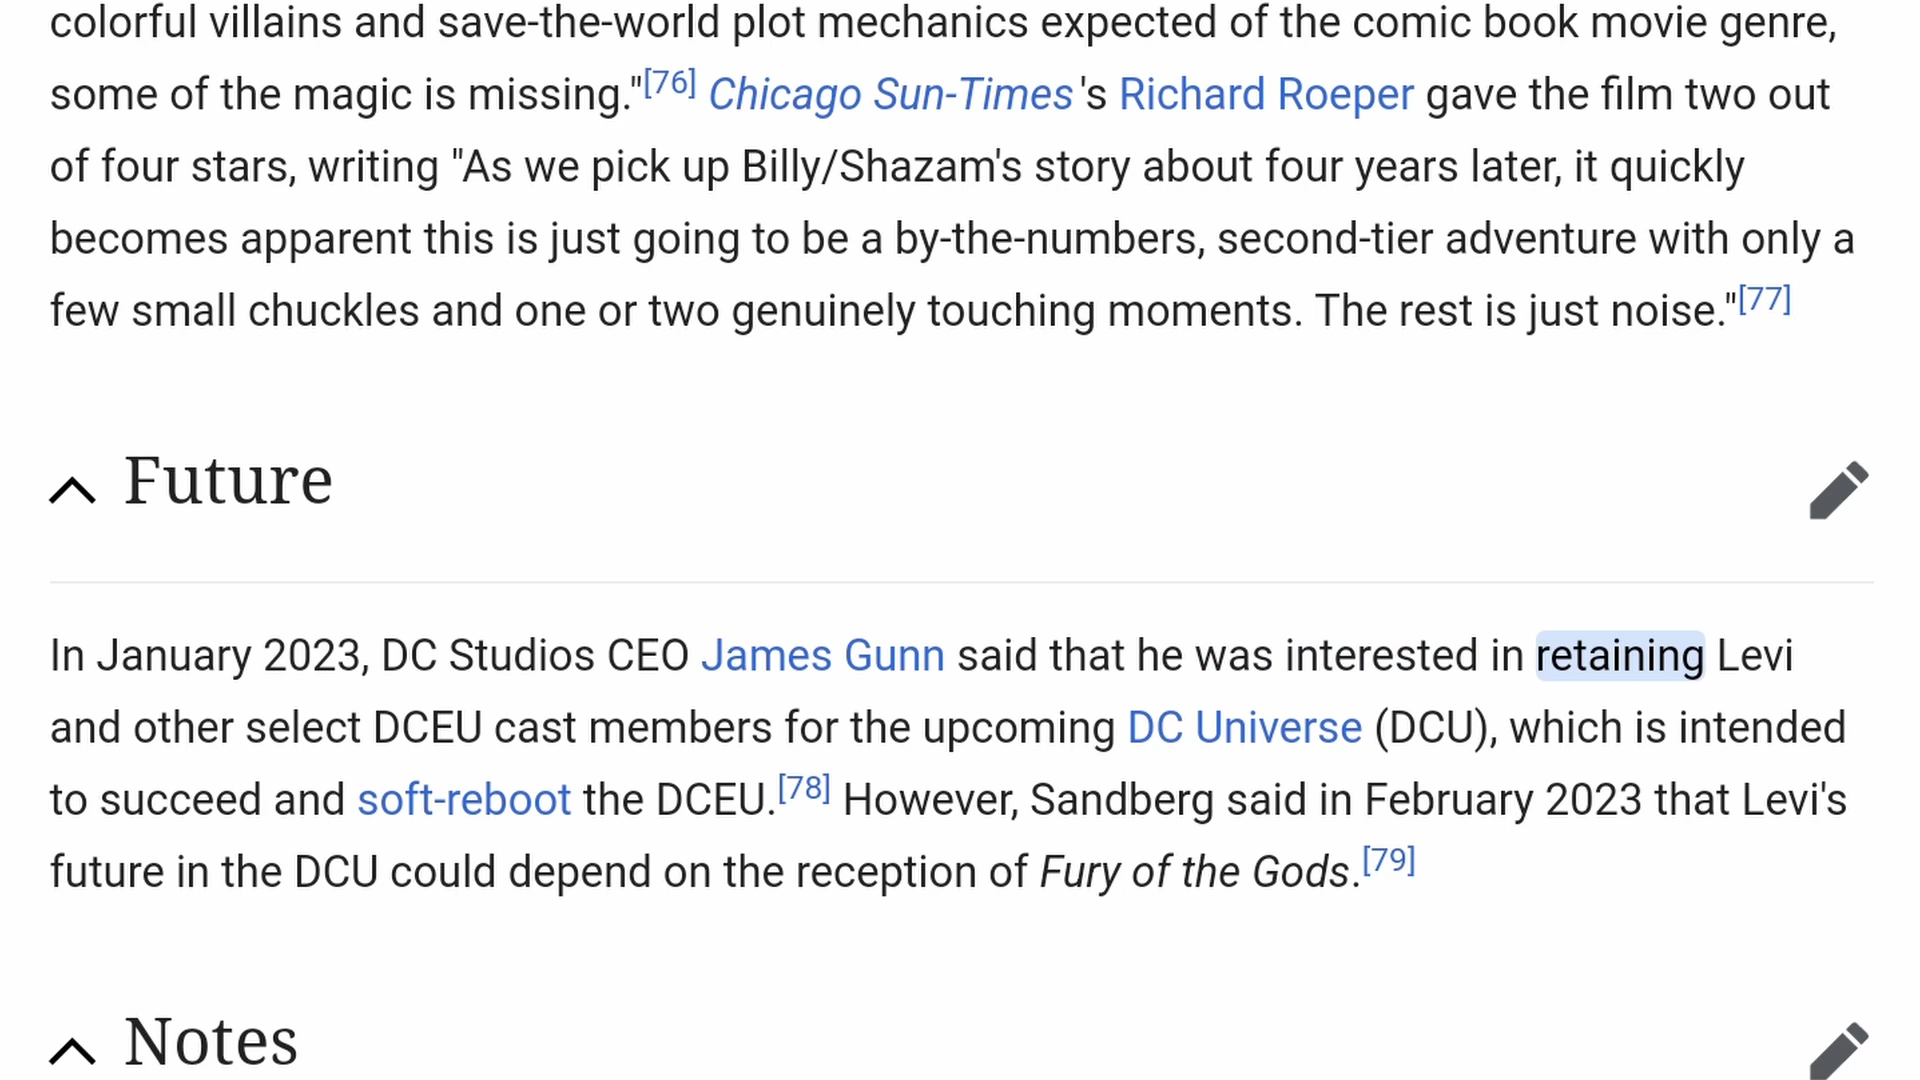 colorful villains and save-the-world plot mechanics expected of the comic book movie genre,
some of the magic is missing."[76] Chicago Sun-Times's Richard Roeper gave the film two out
of four stars, writing "As we pick up Billy/Shazam's story about four years later, it quickly
becomes apparent this is just going to be a by-the-numbers, second-tier adventure with only a
few small chuckles and one or two genuinely touching moments. The rest is just noise."[77]
Future
In January 2023, DC Studios CEO James Gunn said that he was interested in retaining Levi
and other select DCEU cast members for the upcoming DC Universe (DCU), which is intended
to succeed and soft-reboot the DCEU.[78] However, Sandberg said in February 2023 that Levi's
future in the DCU could depend on the reception of Fury of the Gods.[79]
Notes